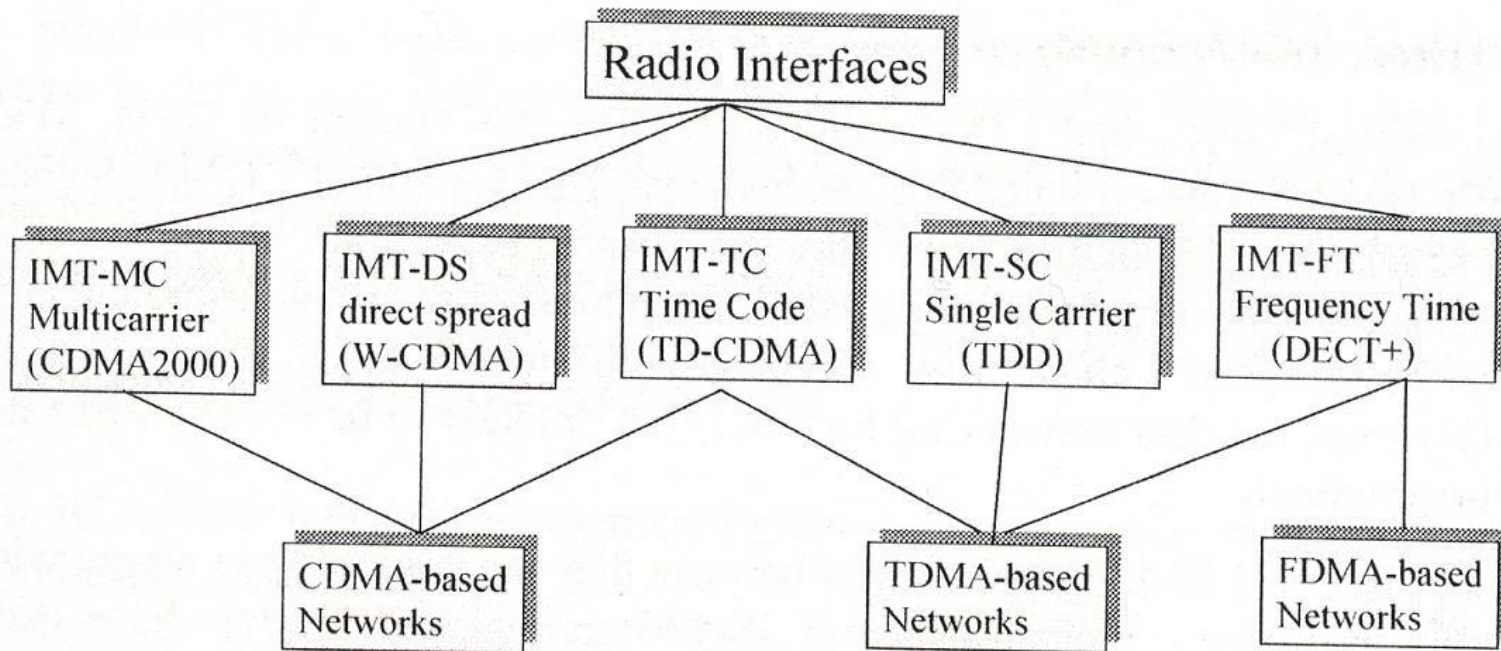 Radio Interfaces
IMT-MC
Multicarrier
(CDMA2000)
IMT-DS
direct spread
(W-CDMA)
IMT-TC
Time Code
(TD-CDMA)
IMT-SC
Single Carrier
(TDD)
IMT-FT
Frequency Time
(DECT+)
CDMA-based
Networks
TDMA-based
Networks
FDMA-based
Networks